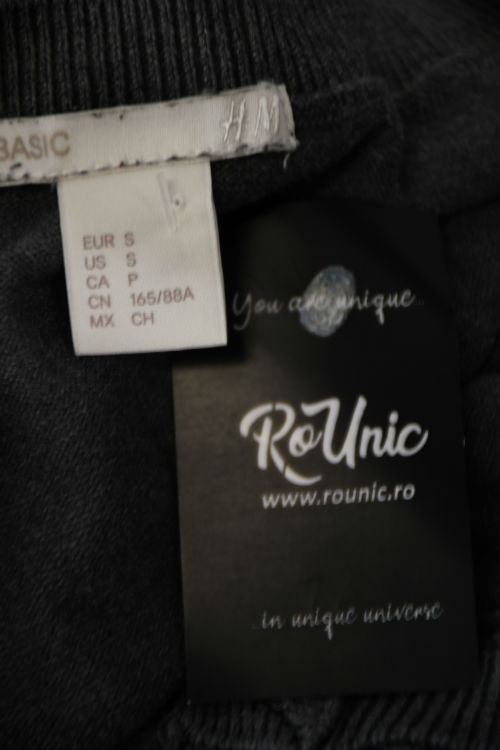 BASIC H M
EUR S
US S
CA P
CN 165/88A
MX CH
You are unique...
RoUnic
www.rounic.ro
...in unique universe